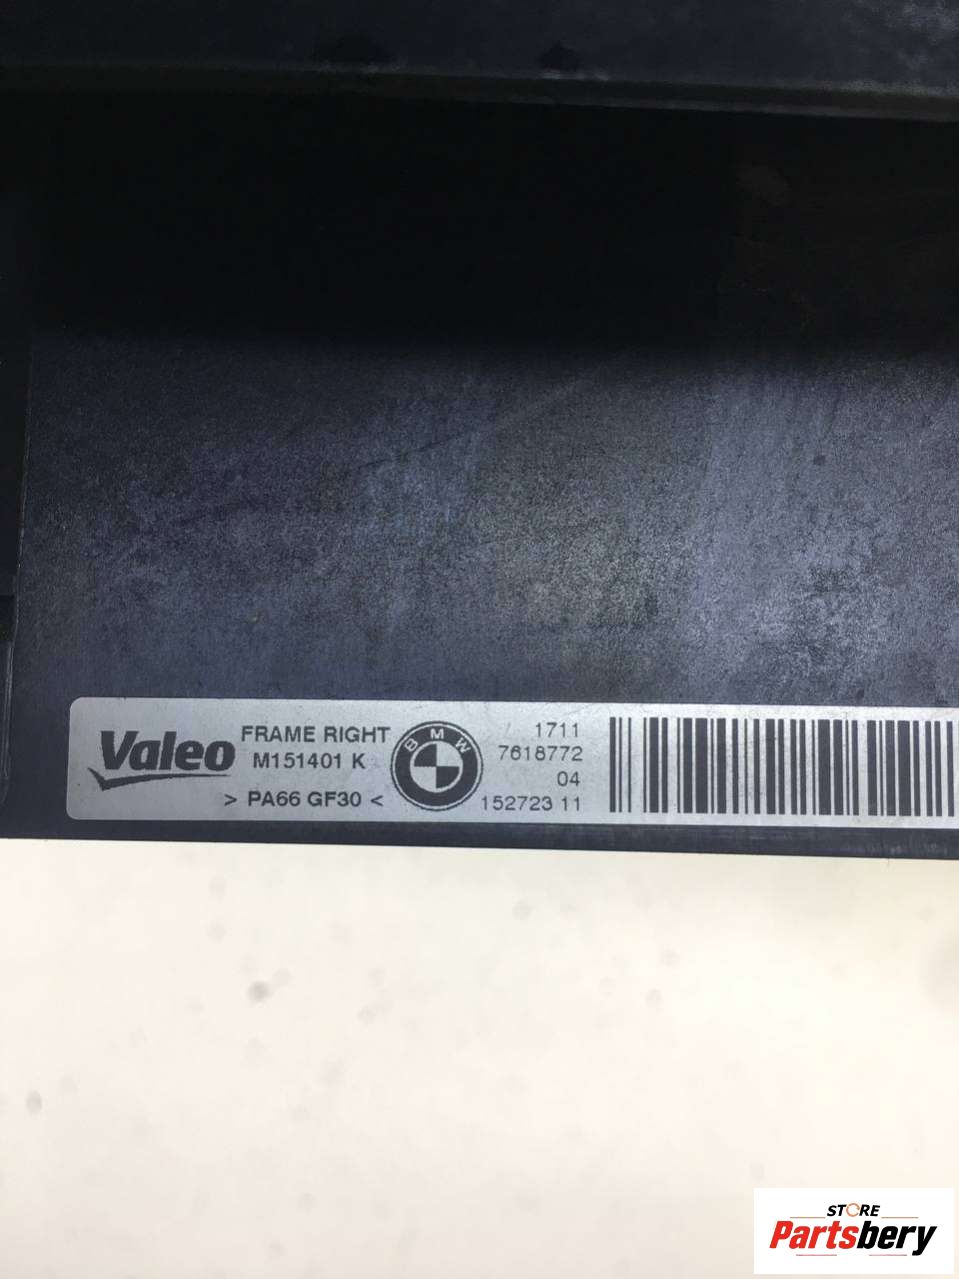 Valeo
FRAME RIGHT
M151401 K
> PA66 GF30 <
BMW
/ 1711
7618772
04
152723 11
STORE
Partsbery